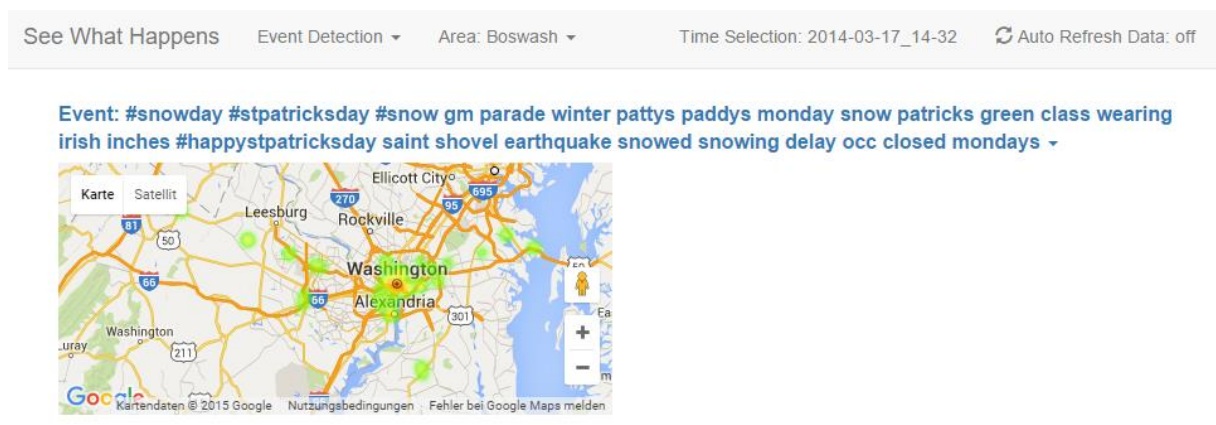 See What Happens Event Detection Area: Boswash Time Selection: 2014-03-17_14-32 Auto Refresh Data: off
Event: #snowday #stpatricksday #snow gm parade winter pattys paddys monday snow patricks green class wearing
irish inches #happystpatricksday saint shovel earthquake snowed snowing delay occ closed mondays
Karte Satellit
Ellicott City
695
270
95
Leesburg
Rockville
81
50
Washington
66
66
Alexandria
301
Washington
211
Google
Kartendaten © 2015 Google Nutzungsbedingungen Fehler bei Google Maps melden